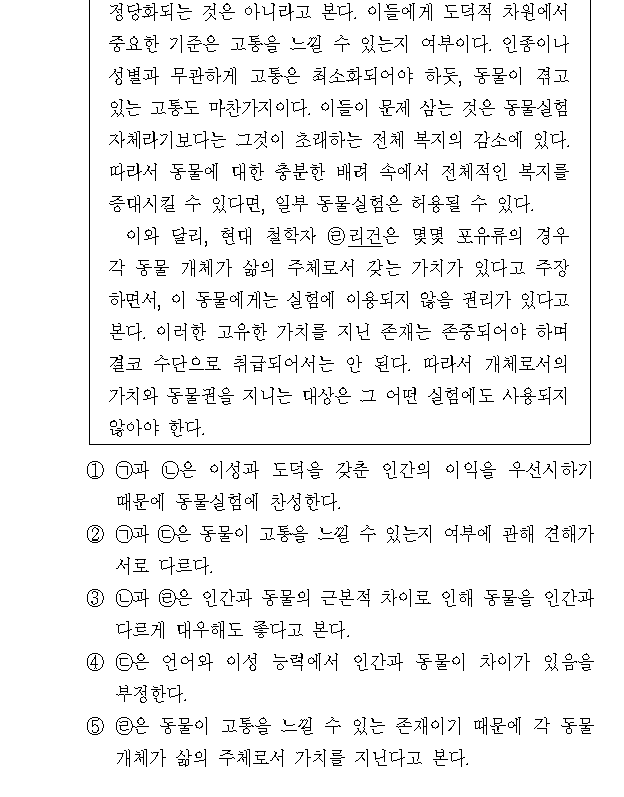 정당화되는 것은 아니라고 본다. 이들에게 도덕적 차원에서
중요한 기준은 고통을 느낄 수 있는지 여부이다. 인종이나
성별과 무관하게 고통은 최소화되어야 하듯, 동물이 겪고
있는 고통도 마찬가지이다. 이들이 문제 삼는 것은 동물실험
자체라기보다는 그것이 초래하는 전체 복지의 감소에 있다.
따라서 동물에 대한 충분한 배려 속에서 전체적인 복지를
증대시킬 수 있다면, 일부 동물실험은 허용될 수 있다.
이와 달리, 현대 철학자 ㉣리건은 몇몇 포유류의 경우
각 동물 개체가 삶의 주체로서 갖는 가치가 있다고 주장
하면서, 이 동물에게는 실험에 이용되지 않을 권리가 있다고
본다. 이러한 고유한 가치를 지닌 존재는 존중되어야 하며
결코 수단으로 취급되어서는 안 된다. 따라서 개체로서의
가치와 동물권을 지니는 대상은 그 어떤 실험에도 사용되지
않아야 한다.
① ㉠과 ㉡은 이성과 도덕을 갖춘 인간의 이익을 우선시하기
때문에 동물실험에 찬성한다.
② ㉠과 ㉢은 동물이 고통을 느낄 수 있는지 여부에 관해 견해가
서로 다르다.
③ ㉡과 ㉣은 인간과 동물의 근본적 차이로 인해 동물을 인간과
다르게 대우해도 좋다고 본다.
④ ㉢은 언어와 이성 능력에서 인간과 동물이 차이가 있음을
부정한다.
⑤ ㉣은 동물이 고통을 느낄 수 있는 존재이기 때문에 각 동물
개체가 삶의 주체로서 가치를 지닌다고 본다.